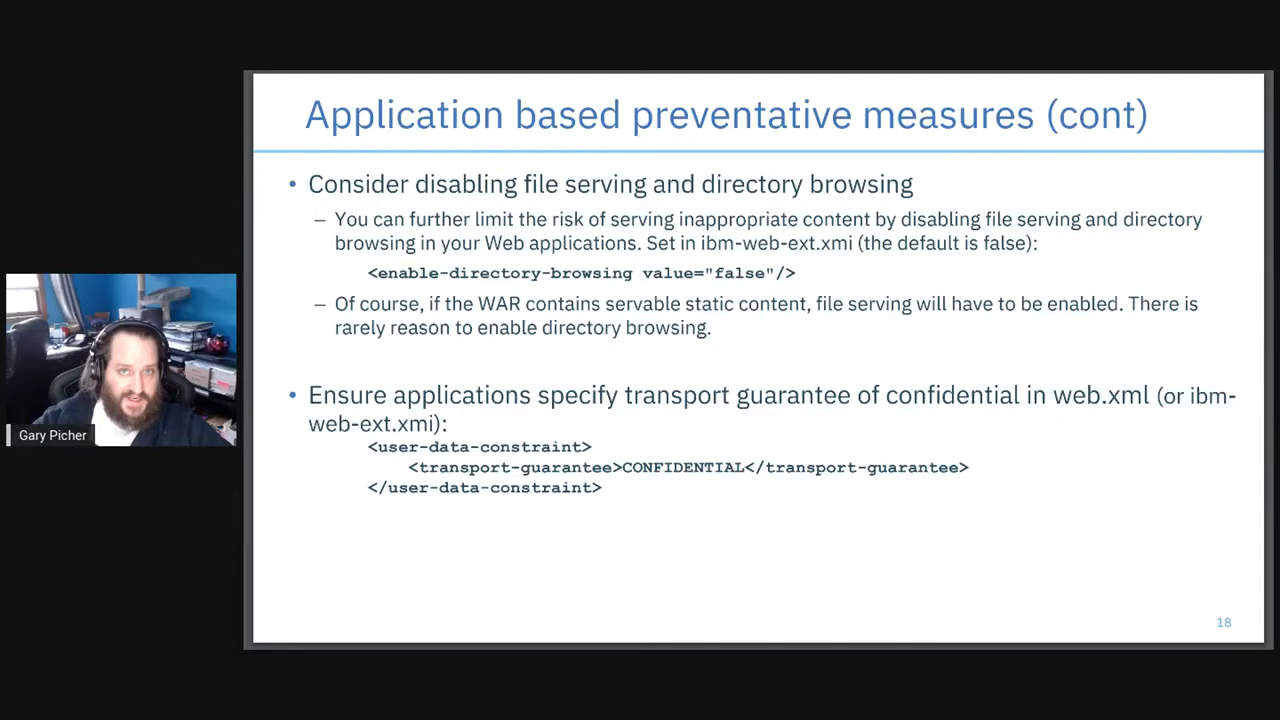 Application based preventative measures (cont)
• Consider disabling file serving and directory browsing
– You can further limit the risk of serving inappropriate content by disabling file serving and directory
browsing in your Web applications. Set in ibm-web-ext.xmi (the default is false):
<enable-directory-browsing value="false"/>
– Of course, if the WAR contains servable static content, file serving will have to be enabled. There is
rarely reason to enable directory browsing.
• Ensure applications specify transport guarantee of confidential in web.xml (or ibm-
web-ext.xmi):
<user-data-constraint>
<transport-guarantee>CONFIDENTIAL</transport-guarantee>
</user-data-constraint>
Gary Picher
18